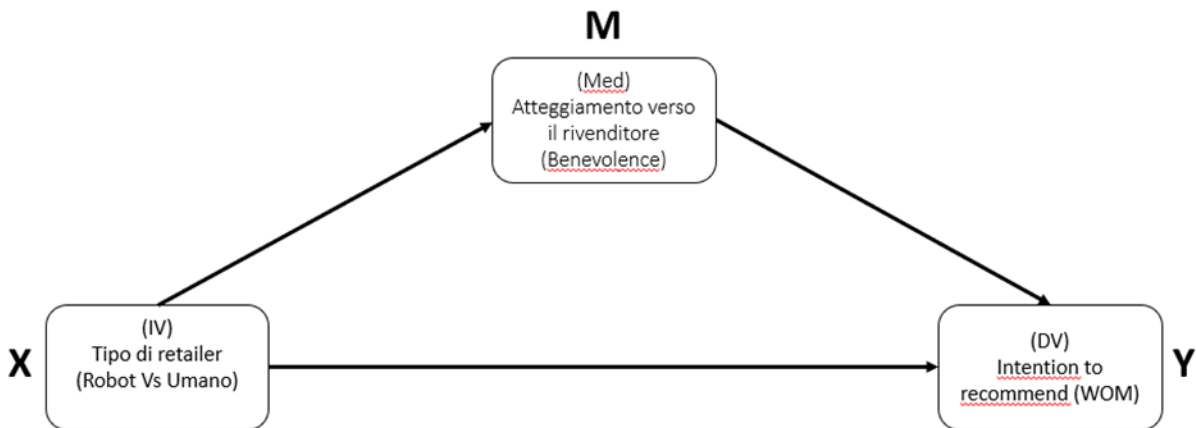 M
(Med)
Atteggiamento verso
il rivenditore
(Benevolence)
X
(IV)
Tipo di retailer
(Robot Vs Umano)
(DV)
Intention to
recommend (WOM)
Y